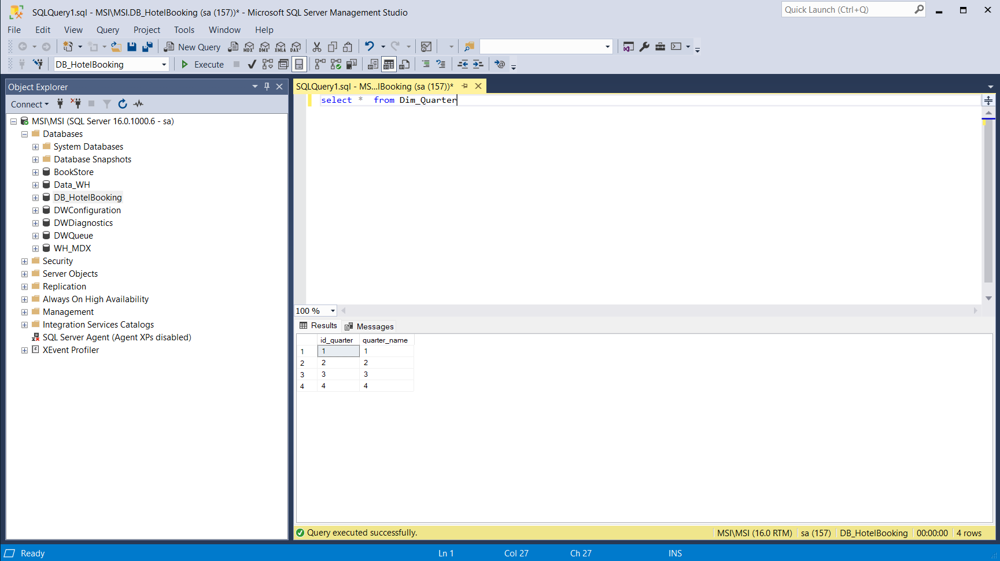 SQLQuery1.sql - MSI\MSI.DB_HotelBooking (sa (157))* - Microsoft SQL Server Management Studio
Quick Launch (Ctrl+Q)
File Edit View Query Project Tools Window Help
New Query MDX DMX XMLA DAX
DB_HotelBooking Execute
Object Explorer
SQLQuery1.sql - MS...lBooking (sa (157))*
Connect
select * from Dim_Quarter
MSI\MSI (SQL Server 16.0.1000.6 - sa)
Databases
System Databases
Database Snapshots
BookStore
Data_WH
DB_HotelBooking
DWConfiguration
DWDiagnostics
DWQueue
WH_MDX
Security
Server Objects
Replication
Always On High Availability
Management
Integration Services Catalogs
SQL Server Agent (Agent XPs disabled)
XEvent Profiler
100 %
Results Messages
id_quarter quarter_name
1 1 1
2 2 2
3 3 3
4 4 4
Query executed successfully. MSI\MSI (16.0 RTM) sa (157) DB_HotelBooking 00:00:00 4 rows
Ready Ln 1 Col 27 Ch 27 INS